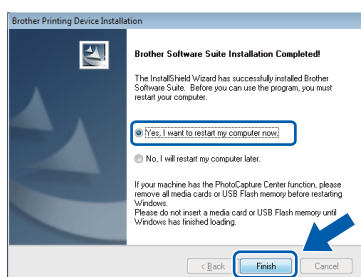 Brother Printing Device Installation
Brother Software Suite Installation Completed!
The InstallShield Wizard has successfully installed Brother
Software Suite. Before you can use the program, you must
restart your computer.
Yes, I want to restart my computer now.
No, I will restart my computer later.
If your machine has the PhotoCapture Center function, please
remove all media cards or USB Flash memory before restarting
Windows.
Please do not insert a media card or USB Flash memory until
Windows has finished loading.
< Back
Finish
Cancel